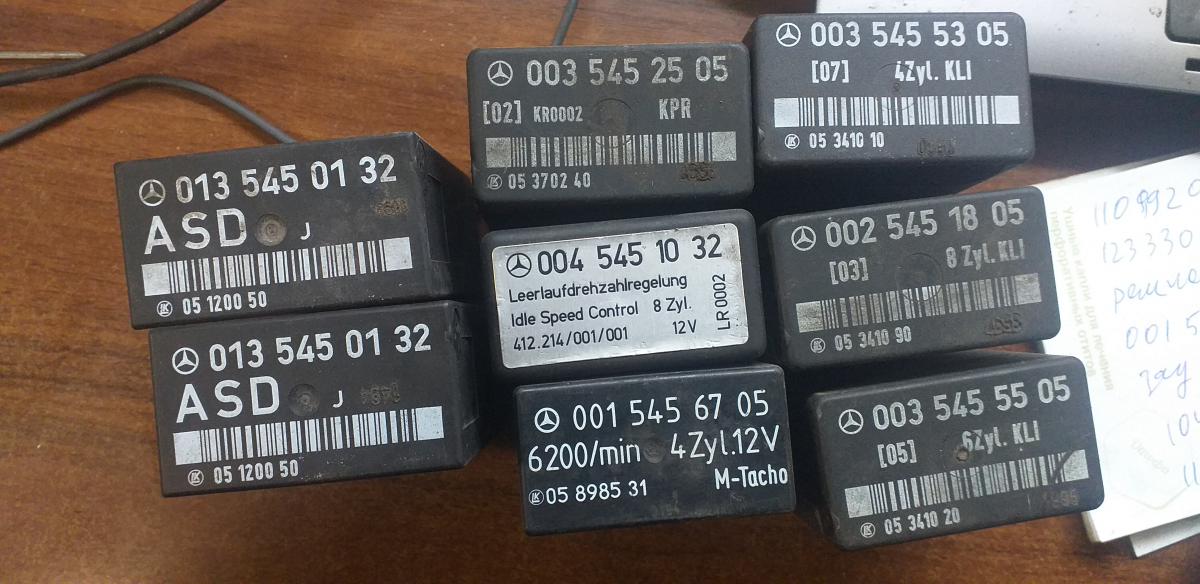 013 545 01 32
ASD J
05 1200 50
013 545 01 32
ASD J
05 1200 50
003 545 25 05
[02] KR0002 KPR
05 3702 40
004 545 10 32
Leerlaufdrehzahlregelung
Idle Speed Control 8 Zyl.
412.214/001/001 12V
LR0002
001 545 67 05
6200/min 4Zyl.12V
M-Tacho
05 8985 31
003 545 53 05
[07] 4Zyl. KLI
05 3410 10
002 545 18 05
[03] 8 Zyl. KLI
05 3410 90
003 545 55 05
[05] 6Zyl. KLI
05 3410 20
123330
001 5